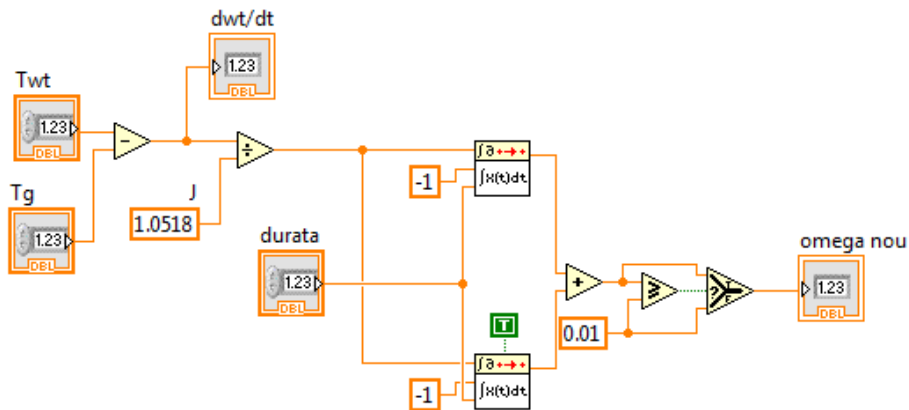 dwt/dt
1.23
DBL
Twt
1.23
DBL
−
÷
Tg
1.23
DBL
J
1.0518
∫∂
-1
∫x(t)dt
durata
1.23
DBL
T
∫∂
-1
∫x(t)dt
+
≥
?
0.01
omega nou
1.23
DBL